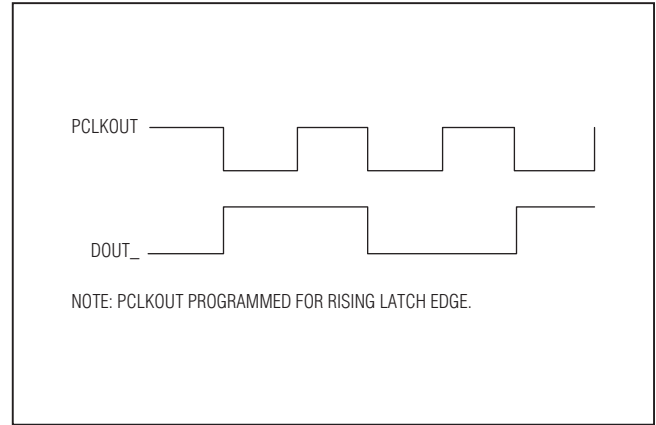 PCLKOUT
DOUT_
NOTE: PCLKOUT PROGRAMMED FOR RISING LATCH EDGE.